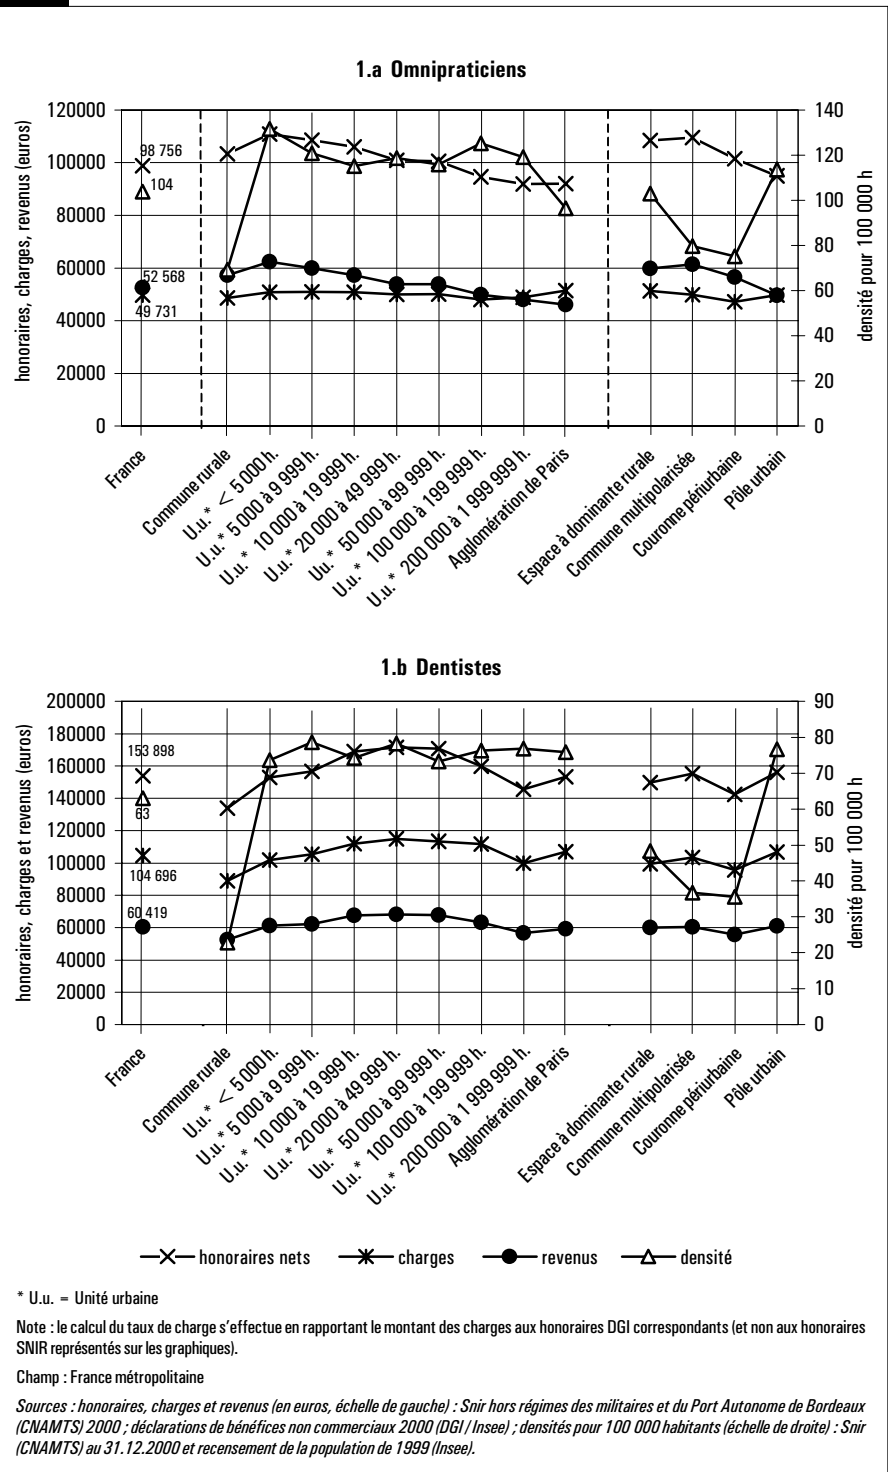 1.a Omnipraticiens
honoraires, charges, revenus (euros)
120000
100000
80000
60000
40000
20000
0
98 756
104
52 568
49 731
140
120
100
80
60
40
20
0
densité pour 100 000 h
France
Commune rurale
U.u.* < 5 000 h.
U.u.* 5 000 à 9 999 h.
U.u.* 10 000 à 19 999 h.
U.u.* 20 000 à 49 999 h.
Uu.* 50 000 à 99 999 h.
U.u.* 100 000 à 199 999 h.
U.u.* 200 000 à 1 999 999 h.
Agglomération de Paris
Espace à dominante rurale
Commune multipolarisée
Couronne périurbaine
Pôle urbain
1.b Dentistes
honoraires, charges et revenus (euros)
200000
180000
160000
140000
120000
100000
80000
60000
40000
20000
0
153 898
63
104 696
60 419
90
80
70
60
50
40
30
20
10
0
densité pour 100 000 h
France
Commune rurale
U.u.* < 5 000 h.
U.u.* 5 000 à 9 999 h.
U.u.* 10 000 à 19 999 h.
U.u.* 20 000 à 49 999 h.
Uu.* 50 000 à 99 999 h.
U.u.* 100 000 à 199 999 h.
U.u.* 200 000 à 1 999 999 h.
Agglomération de Paris
Espace à dominante rurale
Commune multipolarisée
Couronne périurbaine
Pôle urbain
honoraires nets charges revenus densité
* U.u. = Unité urbaine
Note : le calcul du taux de charge s'effectue en rapportant le montant des charges aux honoraires DGI correspondants (et non aux honoraires
SNIR représentés sur les graphiques).
Champ : France métropolitaine
Sources : honoraires, charges et revenus (en euros, échelle de gauche) : Snir hors régimes des militaires et du Port Autonome de Bordeaux
(CNAMTS) 2000 ; déclarations de bénéfices non commerciaux 2000 (DGI / Insee) ; densités pour 100 000 habitants (échelle de droite) : Snir
(CNAMTS) au 31.12.2000 et recensement de la population de 1999 (Insee).